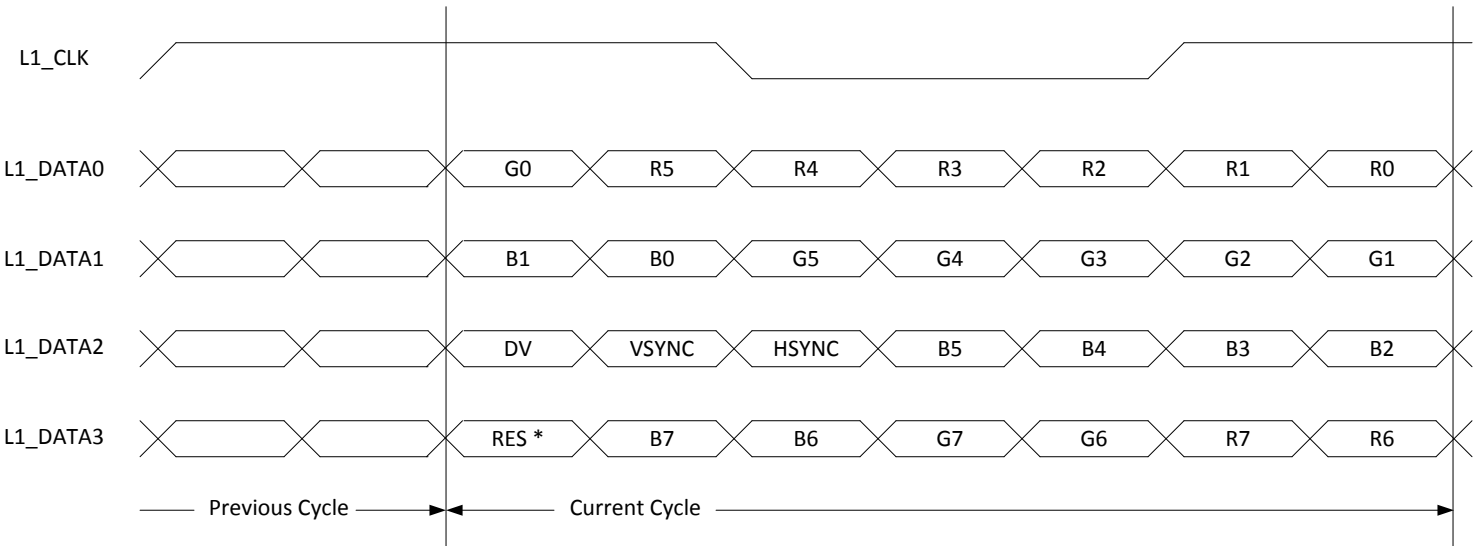 L1_CLK
L1_DATA0 G0 R5 R4 R3 R2 R1 R0
L1_DATA1 B1 B0 G5 G4 G3 G2 G1
L1_DATA2 DV VSYNC HSYNC B5 B4 B3 B2
L1_DATA3 RES * B7 B6 G7 G6 R7 R6
Previous Cycle Current Cycle